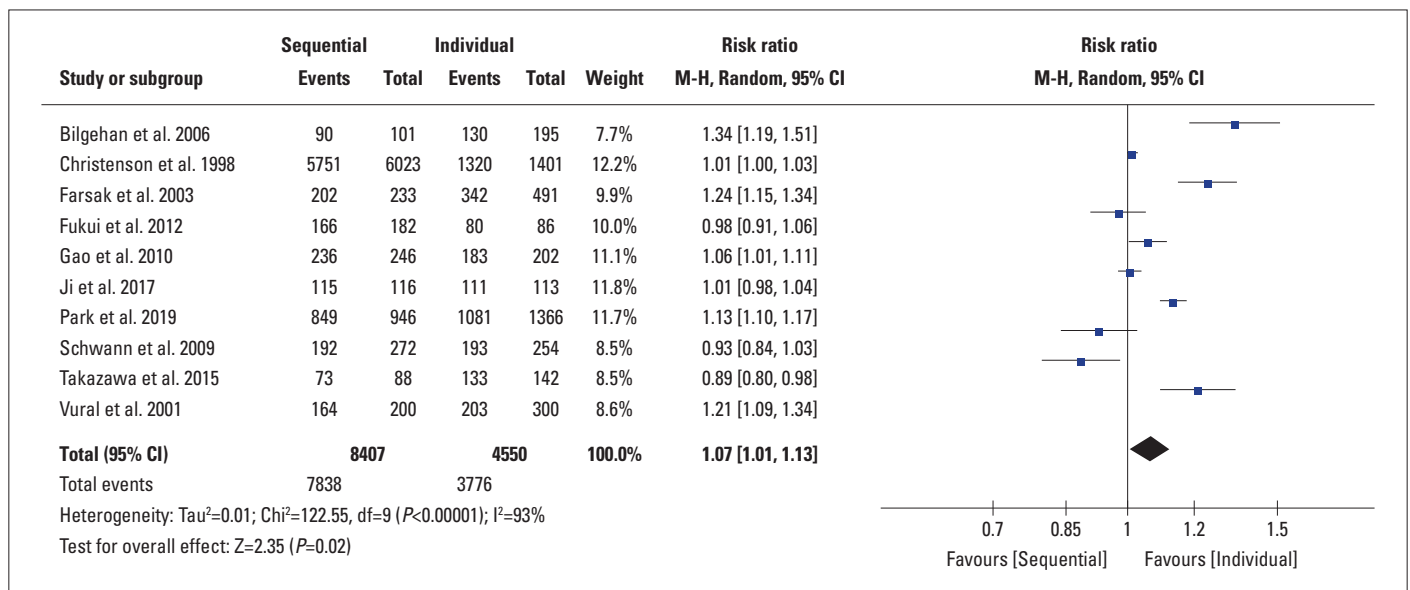 Sequential Individual Risk ratio Risk ratio
Study or subgroup Events Total Events Total Weight M-H, Random, 95% CI M-H, Random, 95% CI
Bilgehan et al. 2006 90 101 130 195 7.7% 1.34 [1.19, 1.51]
Christenson et al. 1998 5751 6023 1320 1401 12.2% 1.01 [1.00, 1.03]
Farsak et al. 2003 202 233 342 491 9.9% 1.24 [1.15, 1.34]
Fukui et al. 2012 166 182 80 86 10.0% 0.98 [0.91, 1.06]
Gao et al. 2010 236 246 183 202 11.1% 1.06 [1.01, 1.11]
Ji et al. 2017 115 116 111 113 11.8% 1.01 [0.98, 1.04]
Park et al. 2019 849 946 1081 1366 11.7% 1.13 [1.10, 1.17]
Schwann et al. 2009 192 272 193 254 8.5% 0.93 [0.84, 1.03]
Takazawa et al. 2015 73 88 133 142 8.5% 0.89 [0.80, 0.98]
Vural et al. 2001 164 200 203 300 8.6% 1.21 [1.09, 1.34]
Total (95% CI) 8407 4550 100.0% 1.07 [1.01, 1.13]
Total events 7838 3776
Heterogeneity: Tau²=0.01; Chi²=122.55, df=9 (P<0.00001); I²=93%
Test for overall effect: Z=2.35 (P=0.02)
0.7 0.85 1 1.2 1.5
Favours [Sequential] Favours [Individual]